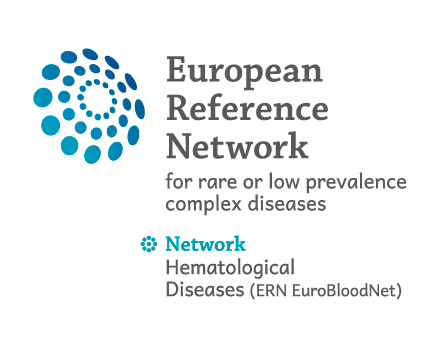 European
Reference
Network
for rare or low prevalence
complex diseases
Network
Hematological
Diseases (ERN EuroBloodNet)